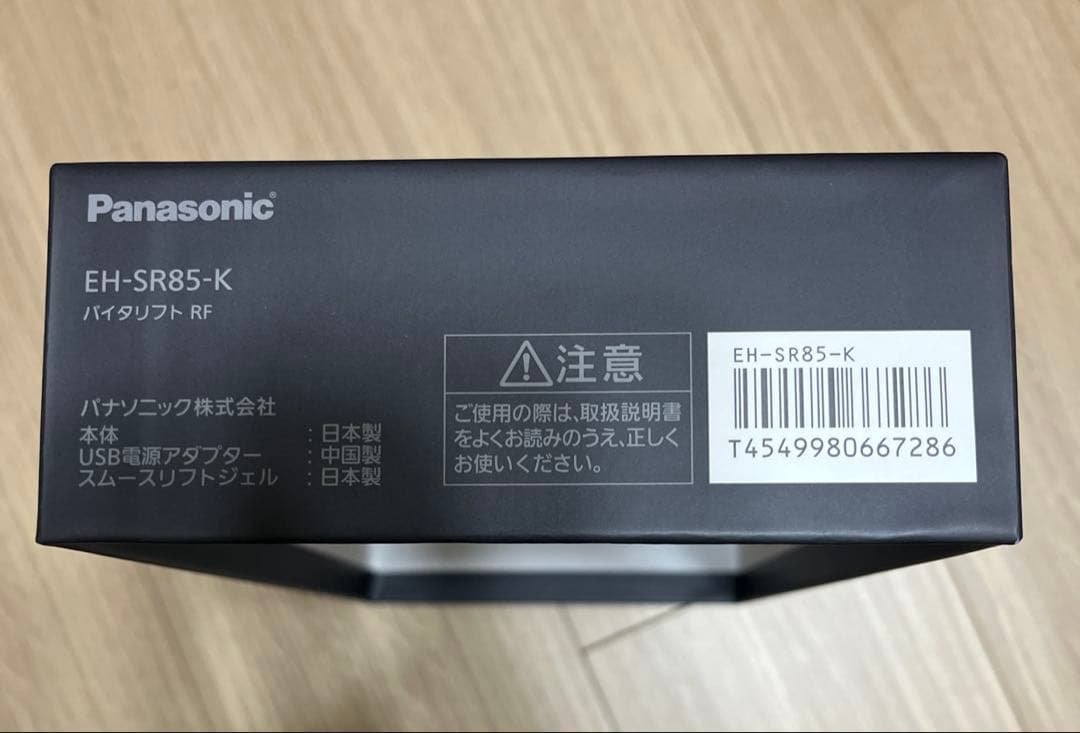 Panasonic®
EH-SR85-K
バイタリフト RF
パナソニック株式会社
本体 : 日本製
USB電源アダプター : 中国製
スムースリフトジェル : 日本製
⚠注意
ご使用の際は、取扱説明書
をよくお読みのうえ、正しく
お使いください。
EH-SR85-K
T4549980667286